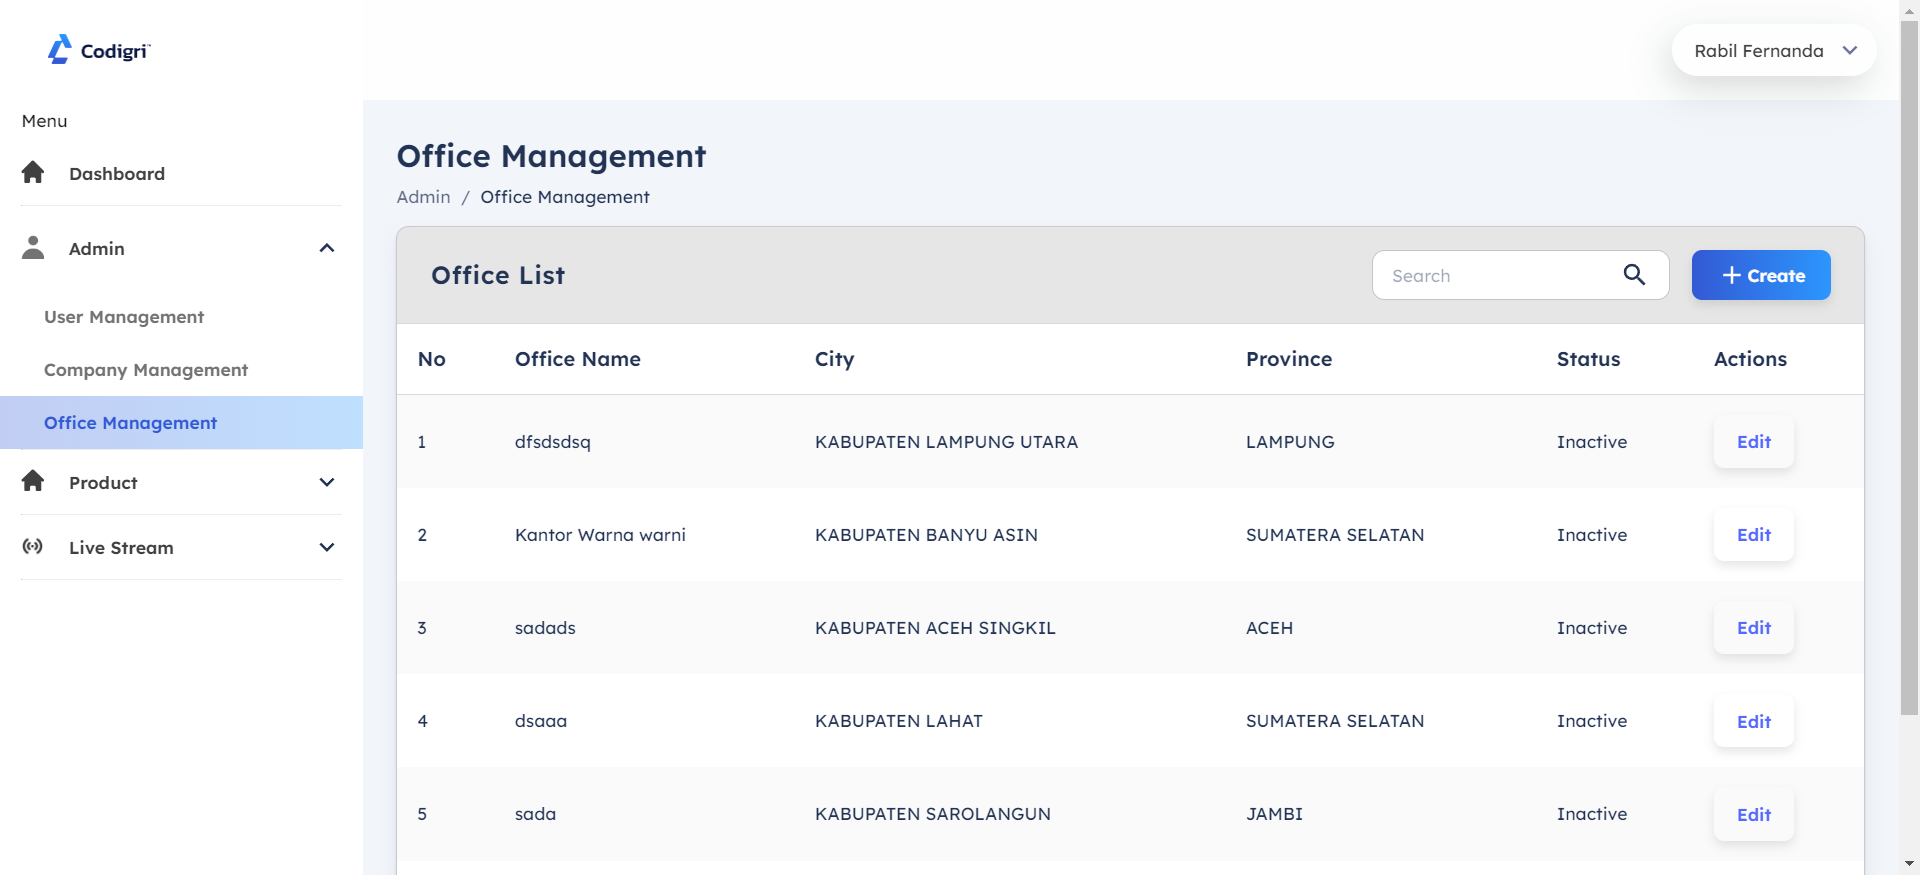 Codigri™
Rabil Fernanda
Menu
Dashboard
Admin
User Management
Company Management
Office Management
Product
Live Stream
Office Management
Admin / Office Management
Office List
Search
+ Create
No Office Name City Province Status Actions
1 dfsdsdsq KABUPATEN LAMPUNG UTARA LAMPUNG Inactive Edit
2 Kantor Warna warni KABUPATEN BANYU ASIN SUMATERA SELATAN Inactive Edit
3 sadads KABUPATEN ACEH SINGKIL ACEH Inactive Edit
4 dsaaa KABUPATEN LAHAT SUMATERA SELATAN Inactive Edit
5 sada KABUPATEN SAROLANGUN JAMBI Inactive Edit